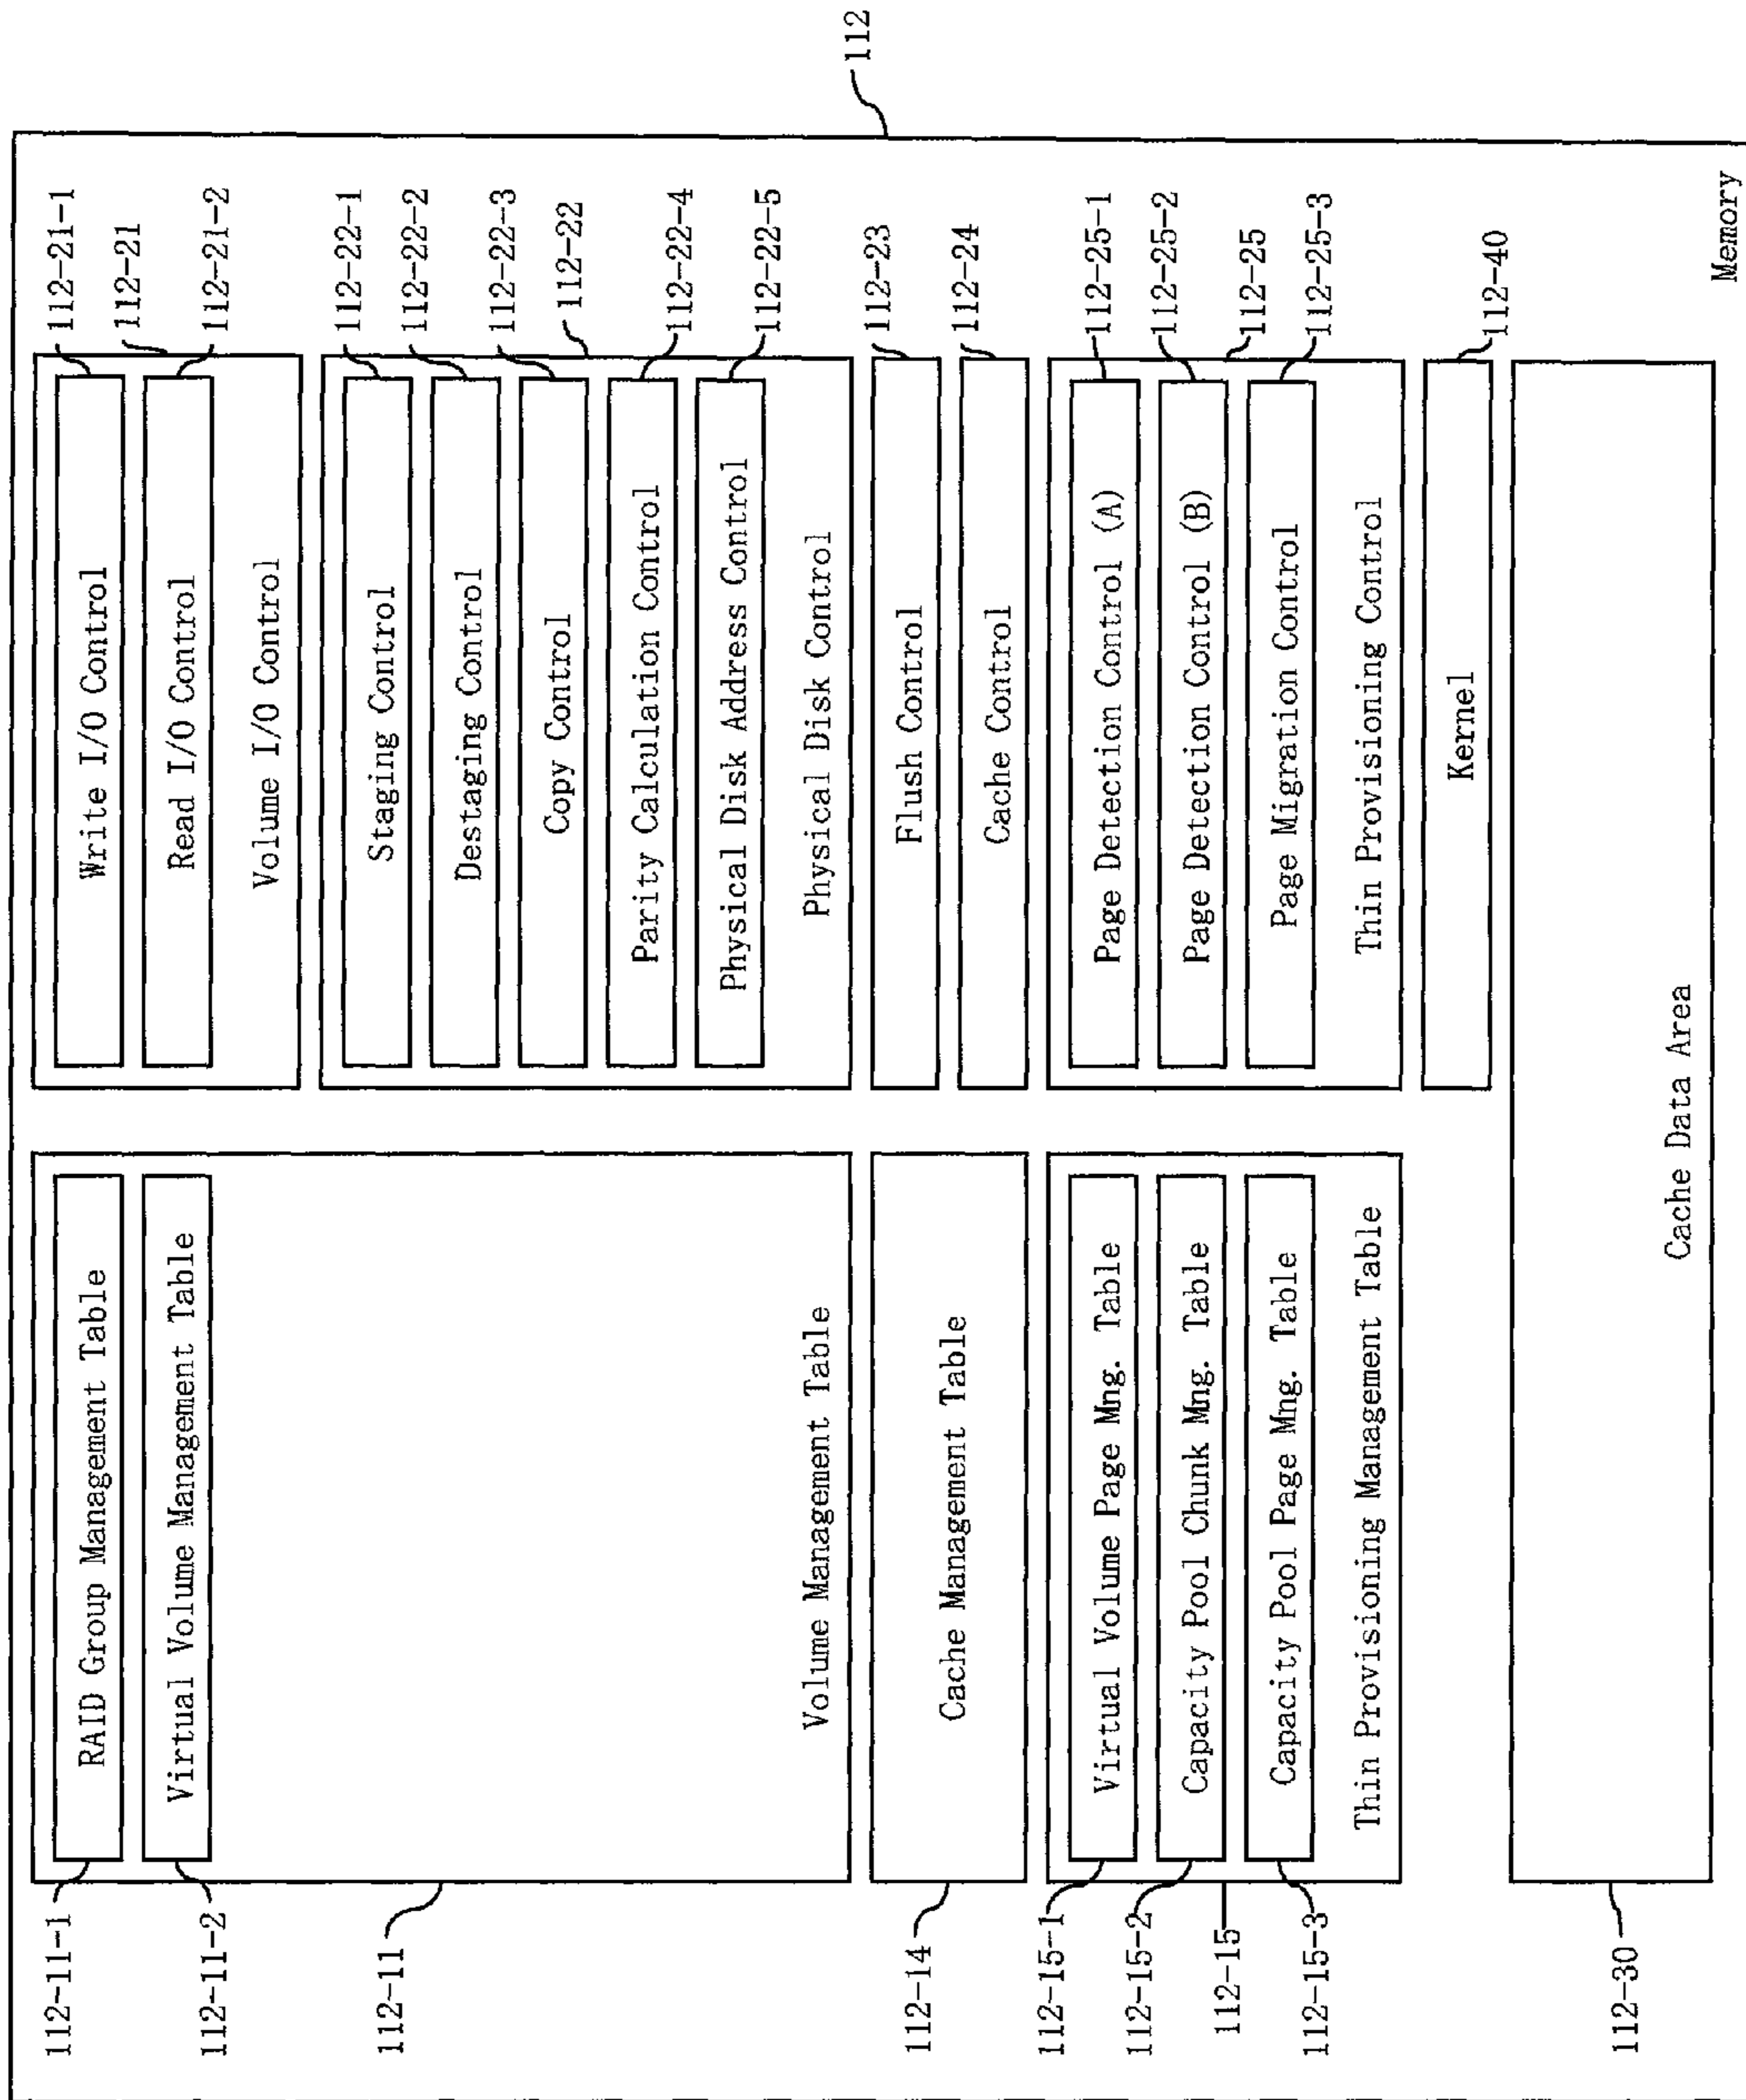 112
Memory
112-11-1
RAID Group Management Table
112-11-2
Virtual Volume Management Table
112-11
Volume Management Table
112-14
Cache Management Table
112-15-1
Virtual Volume Page Mng. Table
112-15-2
Capacity Pool Chunk Mng. Table
112-15
112-15-3
Capacity Pool Page Mng. Table
Thin Provisioning Management Table
112-30
Cache Data Area
Write I/O Control
112-21-1
112-21
Read I/O Control
112-21-2
Volume I/O Control
Staging Control
112-22-1
Destaging Control
112-22-2
Copy Control
112-22-3
112-22
Parity Calculation Control
112-22-4
Physical Disk Address Control
112-22-5
Physical Disk Control
Flush Control
112-23
Cache Control
112-24
Page Detection Control (A)
112-25-1
Page Detection Control (B)
112-25-2
112-25
Page Migration Control
112-25-3
Thin Provisioning Control
Kernel
112-40